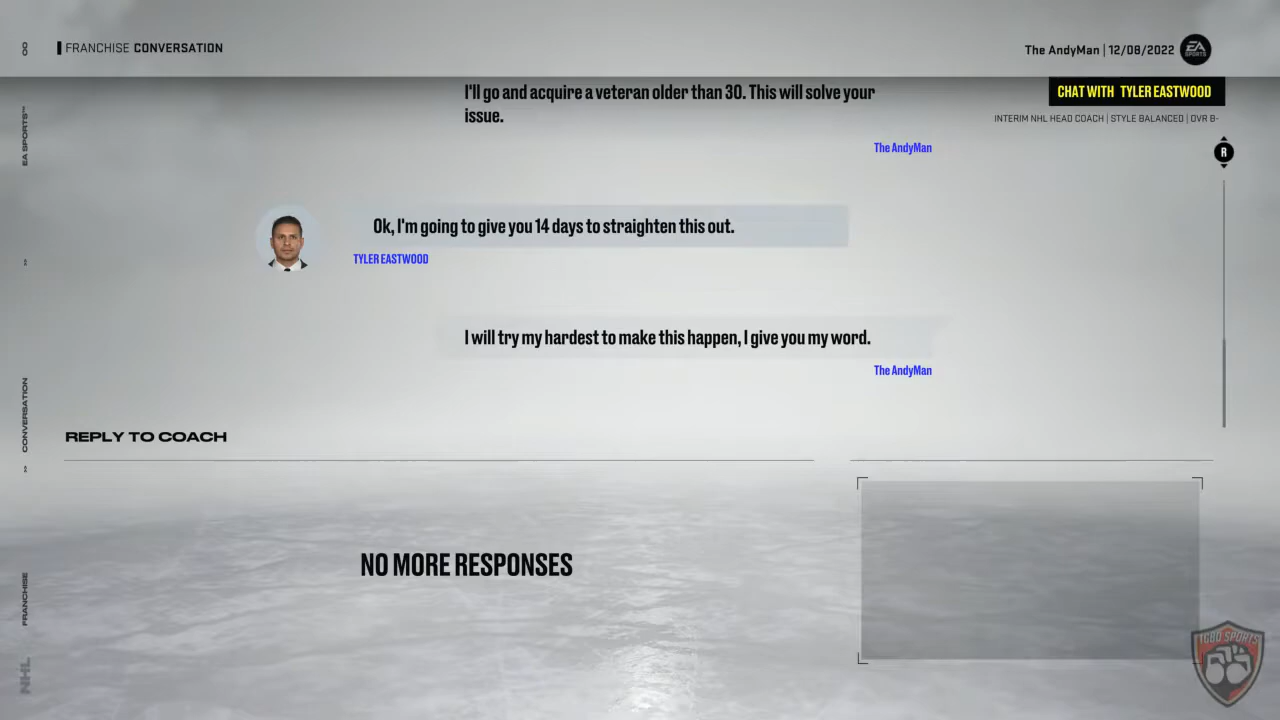 FRANCHISE CONVERSATION
The AndyMan | 12/08/2022
EA
SPORTS
CHAT WITH TYLER EASTWOOD
INTERIM NHL HEAD COACH | STYLE BALANCED | OVR B-
R
I'll go and acquire a veteran older than 30. This will solve your
issue.
The AndyMan
Ok, I'm going to give you 14 days to straighten this out.
TYLER EASTWOOD
I will try my hardest to make this happen, I give you my word.
The AndyMan
REPLY TO COACH
NO MORE RESPONSES
EA SPORTS™
CONVERSATION
FRANCHISE
NHL